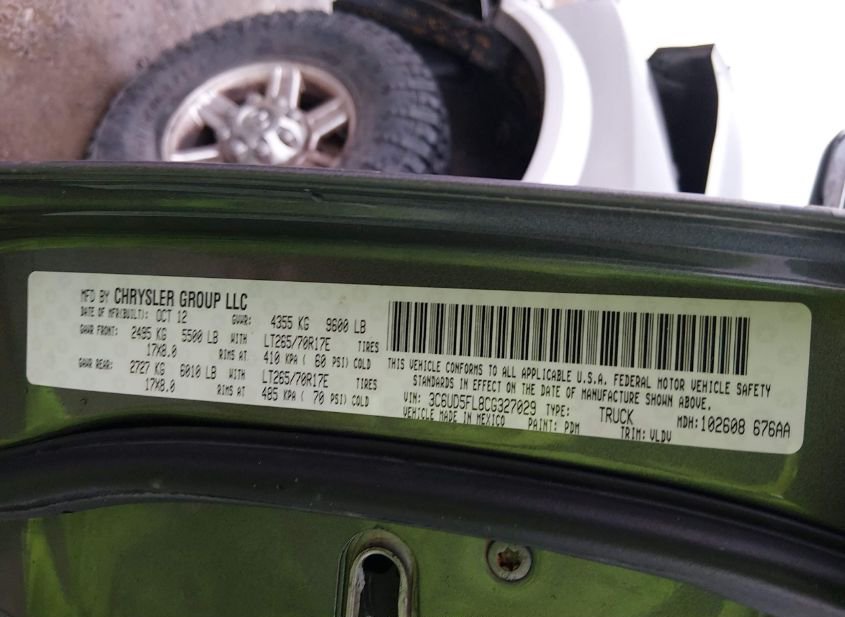 MFD BY CHRYSLER GROUP LLC
DATE OF MFR(BUILT): OCT 12 GVWR: 4355 KG 9600 LB
GAWR FRONT: 2495 KG 5500 LB WITH LT265/70R17E TIRES
17X8.0 RIMS AT 410 KPA ( 60 PSI) COLD
GAWR REAR: 2727 KG 6010 LB WITH LT265/70R17E TIRES
17X8.0 RIMS AT 485 KPA ( 70 PSI) COLD
THIS VEHICLE CONFORMS TO ALL APPLICABLE U.S.A. FEDERAL MOTOR VEHICLE SAFETY
STANDARDS IN EFFECT ON THE DATE OF MANUFACTURE SHOWN ABOVE.
VIN: 3C6UD5FL8CG327029 TYPE: TRUCK MDH: 102608 676AA
VEHICLE MADE IN MEXICO PAINT: PDM TRIM: VLDV